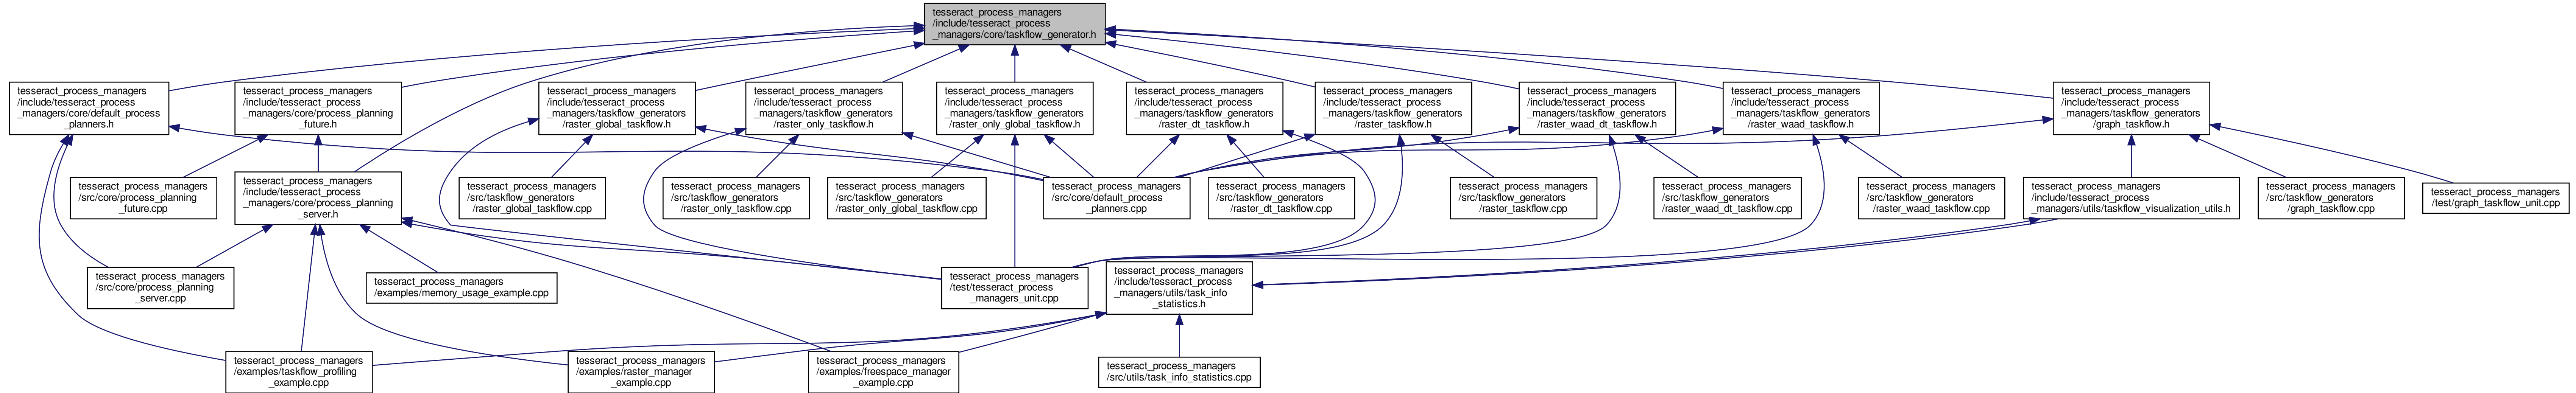 tesseract_process_managers
/include/tesseract_process
_managers/core/taskflow_generator.h
tesseract_process_managers
/include/tesseract_process
_managers/core/default_process
_planners.h
tesseract_process_managers
/include/tesseract_process
_managers/core/process_planning
_future.h
tesseract_process_managers
/include/tesseract_process
_managers/taskflow_generators
/raster_global_taskflow.h
tesseract_process_managers
/include/tesseract_process
_managers/taskflow_generators
/raster_only_taskflow.h
tesseract_process_managers
/include/tesseract_process
_managers/taskflow_generators
/raster_only_global_taskflow.h
tesseract_process_managers
/include/tesseract_process
_managers/taskflow_generators
/raster_dt_taskflow.h
tesseract_process_managers
/include/tesseract_process
_managers/taskflow_generators
/raster_taskflow.h
tesseract_process_managers
/include/tesseract_process
_managers/taskflow_generators
/raster_waad_dt_taskflow.h
tesseract_process_managers
/include/tesseract_process
_managers/taskflow_generators
/raster_waad_taskflow.h
tesseract_process_managers
/include/tesseract_process
_managers/taskflow_generators
/graph_taskflow.h
tesseract_process_managers
/src/core/process_planning
_future.cpp
tesseract_process_managers
/include/tesseract_process
_managers/core/process_planning
_server.h
tesseract_process_managers
/src/taskflow_generators
/raster_global_taskflow.cpp
tesseract_process_managers
/src/taskflow_generators
/raster_only_taskflow.cpp
tesseract_process_managers
/src/taskflow_generators
/raster_only_global_taskflow.cpp
tesseract_process_managers
/src/core/default_process
_planners.cpp
tesseract_process_managers
/src/taskflow_generators
/raster_dt_taskflow.cpp
tesseract_process_managers
/src/taskflow_generators
/raster_taskflow.cpp
tesseract_process_managers
/src/taskflow_generators
/raster_waad_dt_taskflow.cpp
tesseract_process_managers
/src/taskflow_generators
/raster_waad_taskflow.cpp
tesseract_process_managers
/include/tesseract_process
_managers/utils/taskflow_visualization_utils.h
tesseract_process_managers
/src/taskflow_generators
/graph_taskflow.cpp
tesseract_process_managers
/test/graph_taskflow_unit.cpp
tesseract_process_managers
/src/core/process_planning
_server.cpp
tesseract_process_managers
/examples/memory_usage_example.cpp
tesseract_process_managers
/test/tesseract_process
_managers_unit.cpp
tesseract_process_managers
/include/tesseract_process
_managers/utils/task_info
_statistics.h
tesseract_process_managers
/examples/taskflow_profiling
_example.cpp
tesseract_process_managers
/examples/raster_manager
_example.cpp
tesseract_process_managers
/examples/freespace_manager
_example.cpp
tesseract_process_managers
/src/utils/task_info_statistics.cpp